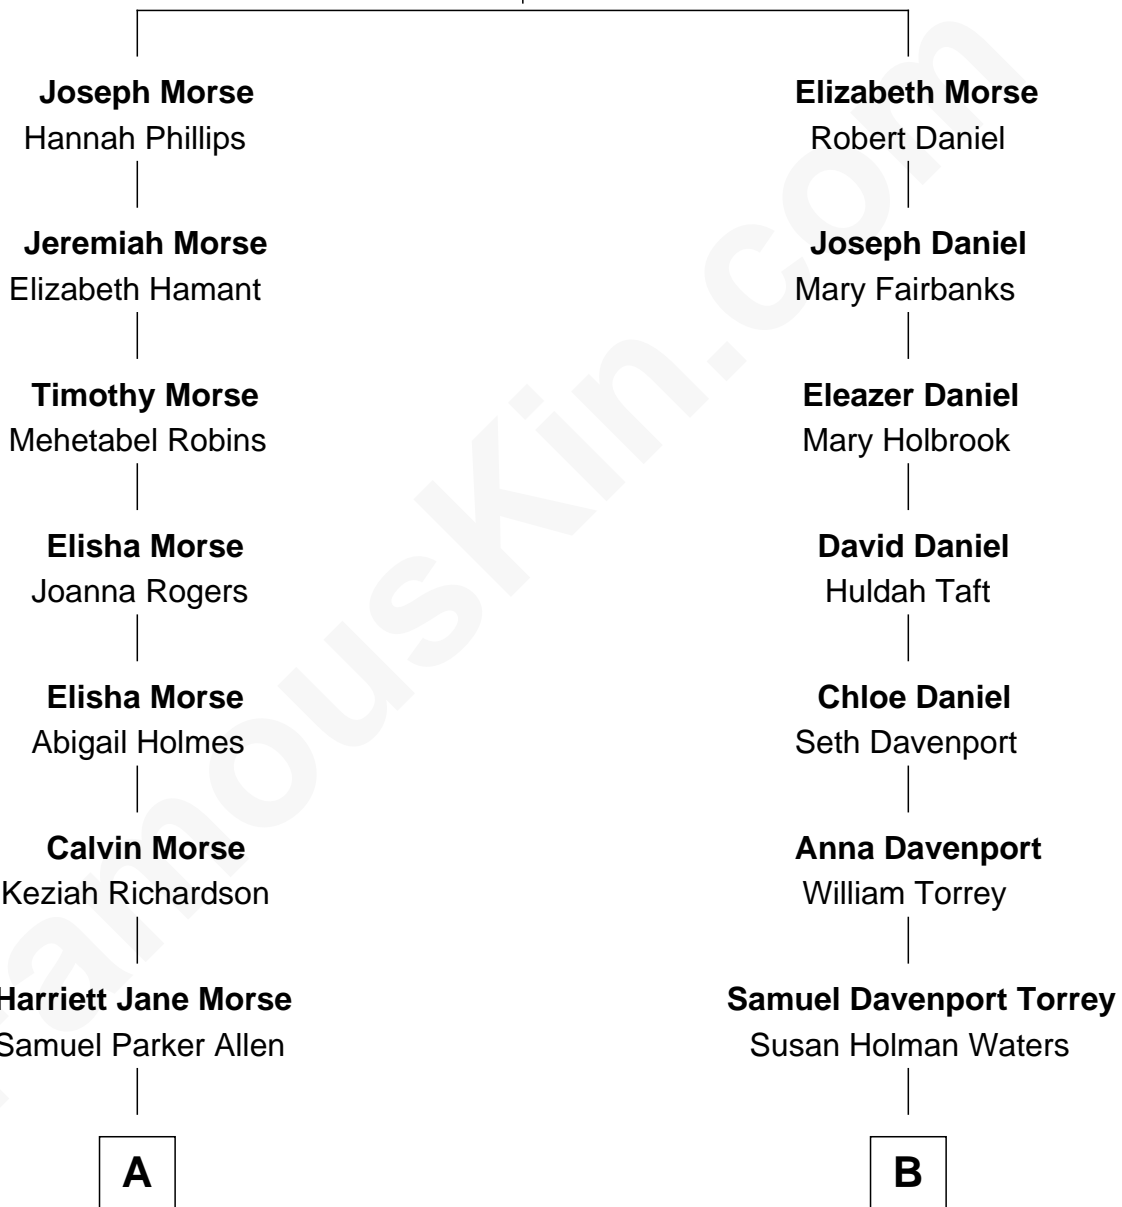 Joseph Morse
Hannah Phillips
Elizabeth Morse
Robert Daniel
Jeremiah Morse
Elizabeth Hamant
Joseph Daniel
Mary Fairbanks
Timothy Morse
Mehetabel Robins
Eleazer Daniel
Mary Holbrook
Elisha Morse
Joanna Rogers
David Daniel
Huldah Taft
Elisha Morse
Abigail Holmes
Chloe Daniel
Seth Davenport
Calvin Morse
Keziah Richardson
Anna Davenport
William Torrey
Harriett Jane Morse
Samuel Parker Allen
Samuel Davenport Torrey
Susan Holman Waters
A
B
FamousKin.com